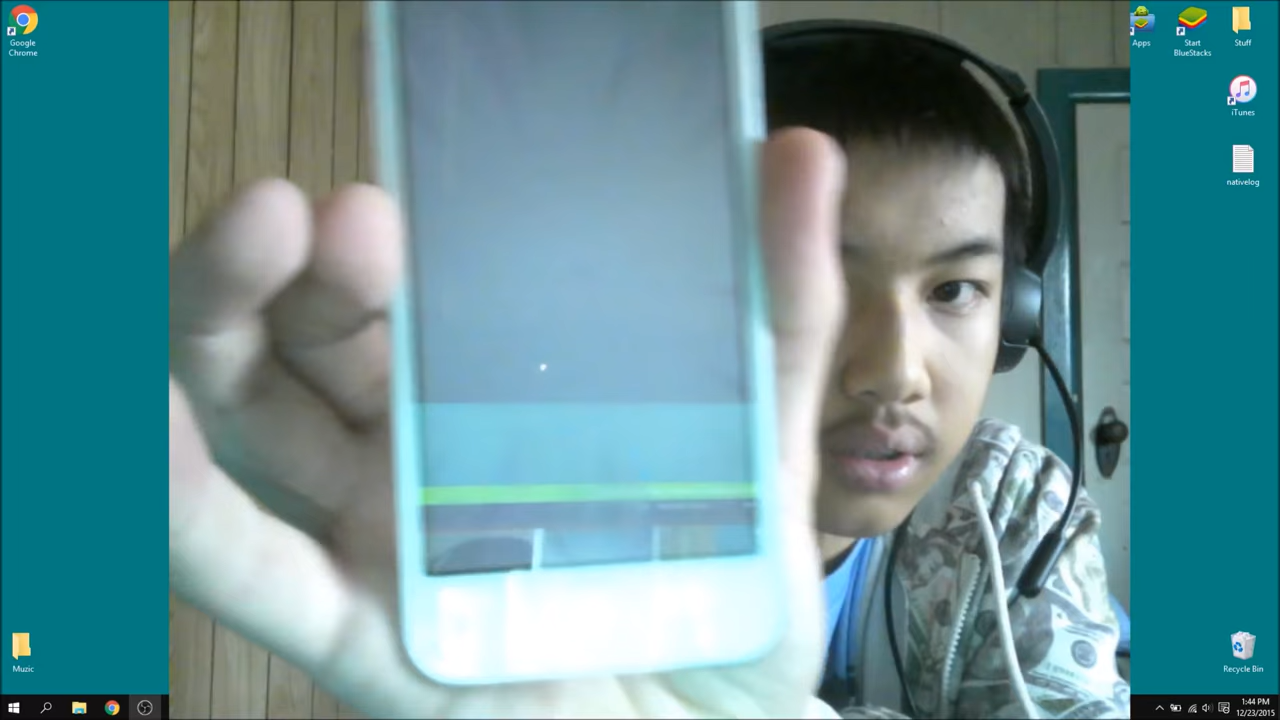 Google
Chrome
Apps
Start
BlueStacks
Stuff
iTunes
nativelog
Muzic
Recycle Bin
1:44 PM
12/23/2015